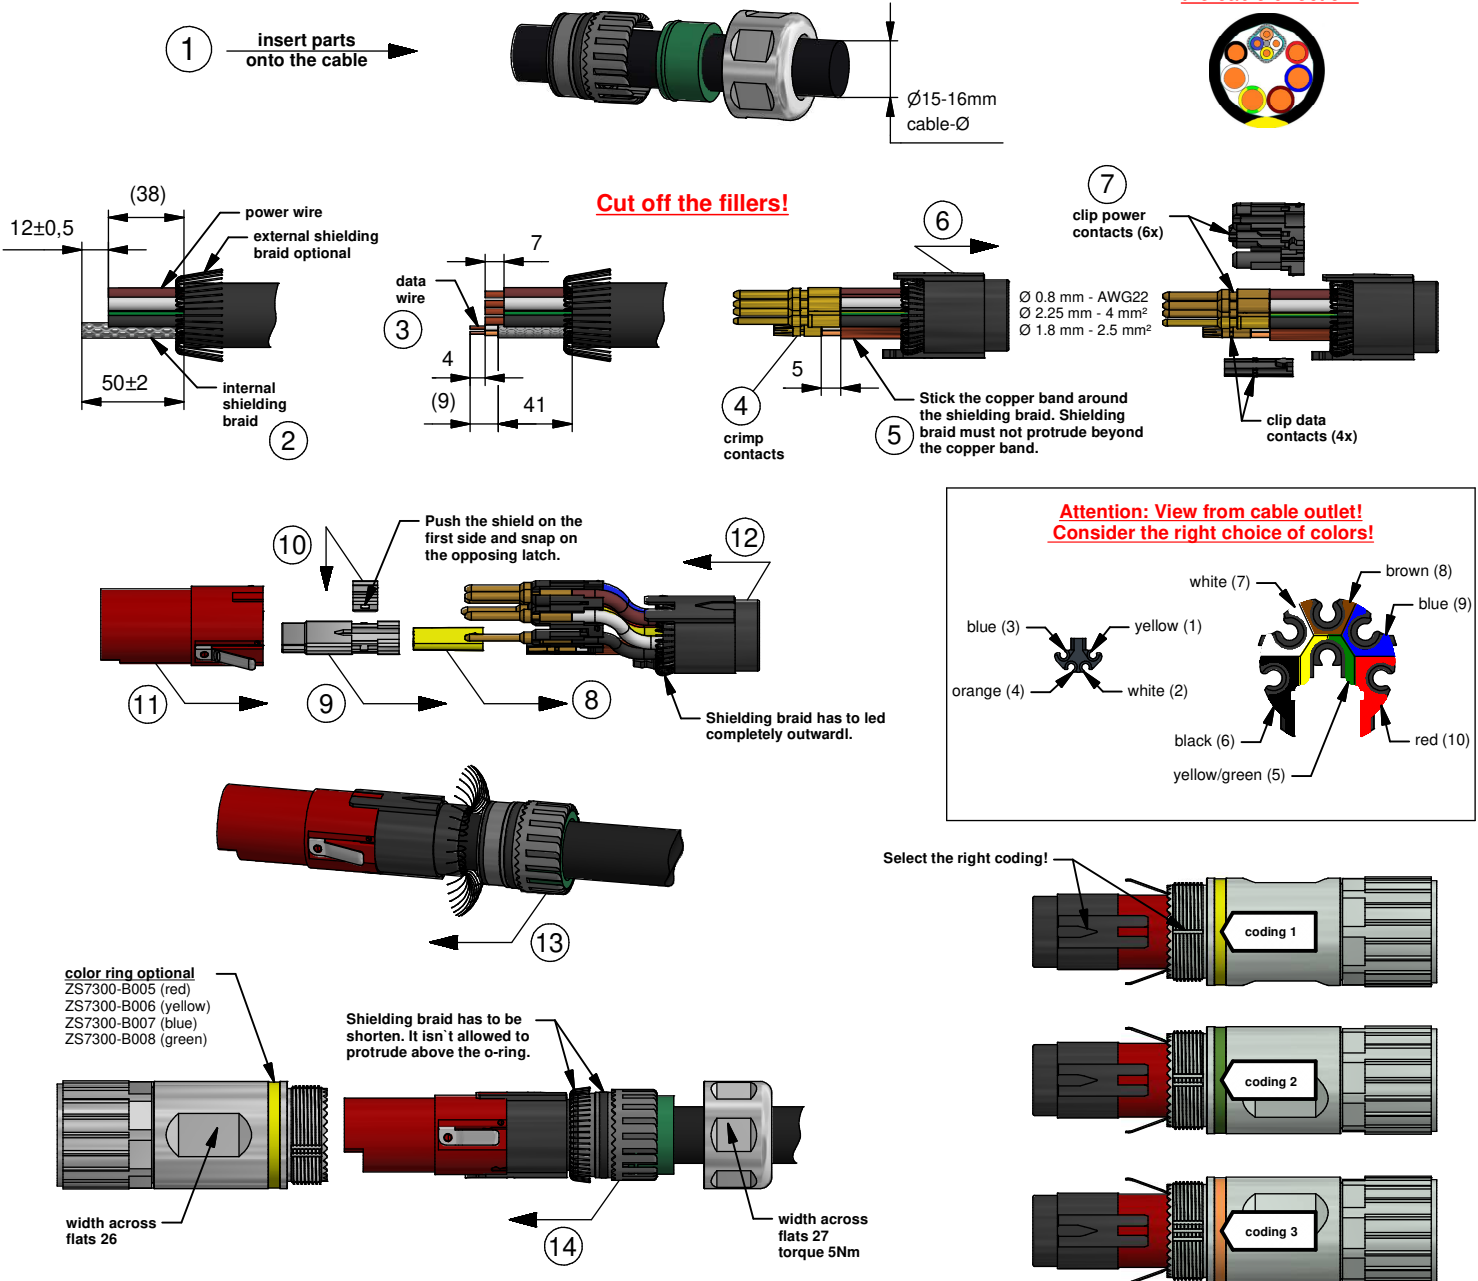 1
insert parts
onto the cable
Ø15-16mm
cable-Ø
(38)
12±0,5
power wire
external shielding
braid optional
50±2
internal
shielding
braid
2
Cut off the fillers!
7
data
wire
3
4
(9)
41
6
Ø 0.8 mm - AWG22
Ø 2.25 mm - 4 mm²
Ø 1.8 mm - 2.5 mm²
5
4
crimp
contacts
5
Stick the copper band around
the shielding braid. Shielding
braid must not protrude beyond
the copper band.
7
clip power
contacts (6x)
clip data
contacts (4x)
10
Push the shield on the
first side and snap on
the opposing latch.
12
11
9
8
Shielding braid has to led
completely outwardl.
Attention: View from cable outlet!
Consider the right choice of colors!
white (7)
brown (8)
blue (9)
blue (3)
yellow (1)
orange (4)
white (2)
black (6)
red (10)
yellow/green (5)
13
Select the right coding!
coding 1
coding 2
coding 3
color ring optional
ZS7300-B005 (red)
ZS7300-B006 (yellow)
ZS7300-B007 (blue)
ZS7300-B008 (green)
width across
flats 26
Shielding braid has to be
shorten. It isn`t allowed to
protrude above the o-ring.
14
width across
flats 27
torque 5Nm